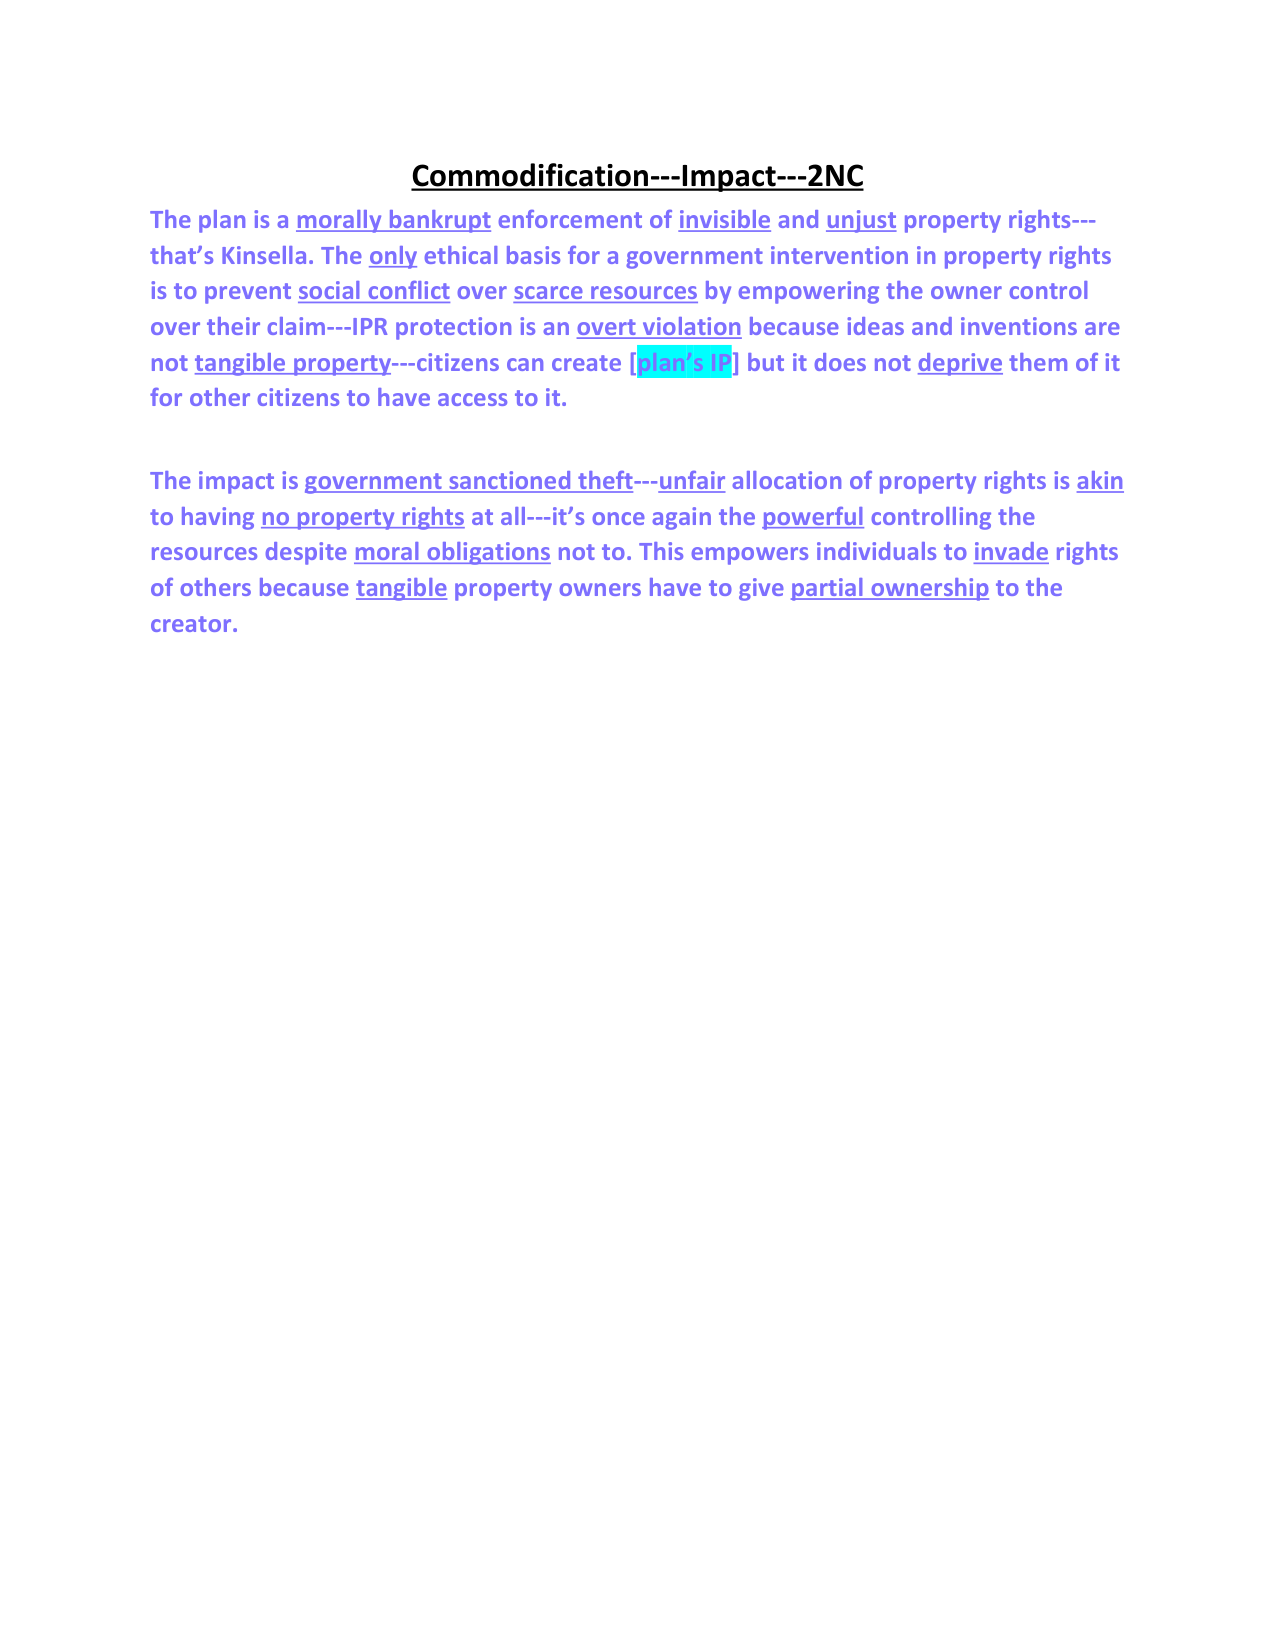 Commodification---Impact---2NC
The plan is a morally bankrupt enforcement of invisible and unjust property rights---
that’s Kinsella. The only ethical basis for a government intervention in property rights
is to prevent social conflict over scarce resources by empowering the owner control
over their claim---IPR protection is an overt violation because ideas and inventions are
not tangible property---citizens can create [plan’s IP] but it does not deprive them of it
for other citizens to have access to it.
The impact is government sanctioned theft---unfair allocation of property rights is akin
to having no property rights at all---it’s once again the powerful controlling the
resources despite moral obligations not to. This empowers individuals to invade rights
of others because tangible property owners have to give partial ownership to the
creator.